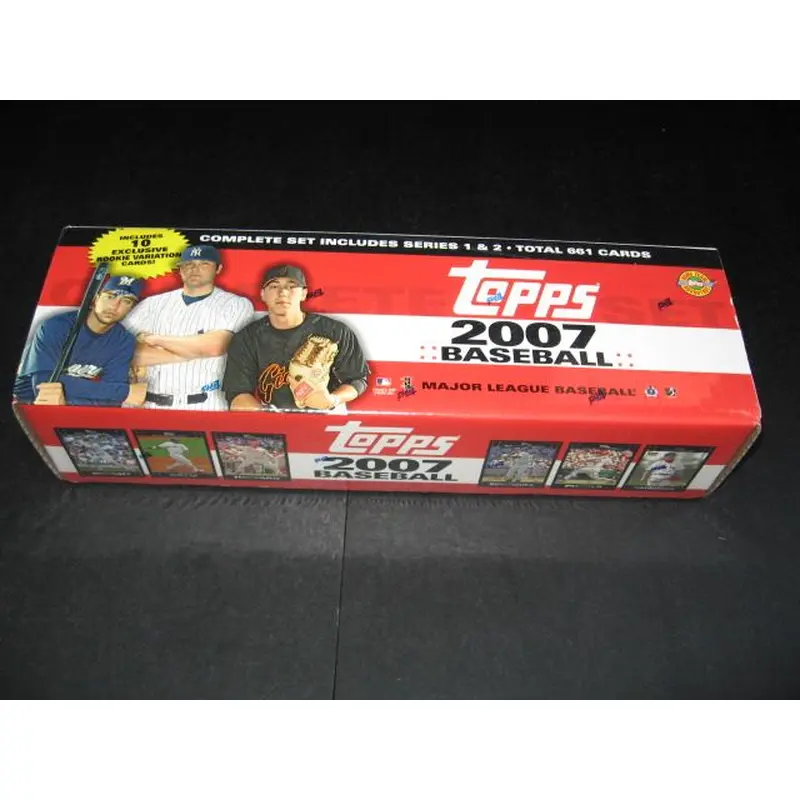 INCLUDES
10
EXCLUSIVE
ROOKIE VARIATION
CARDS!
COMPLETE SET INCLUDES SERIES 1 & 2 • TOTAL 661 CARDS
Topps
2007
BASEBALL
MAJOR LEAGUE BASEBALL
Topps
2007
BASEBALL